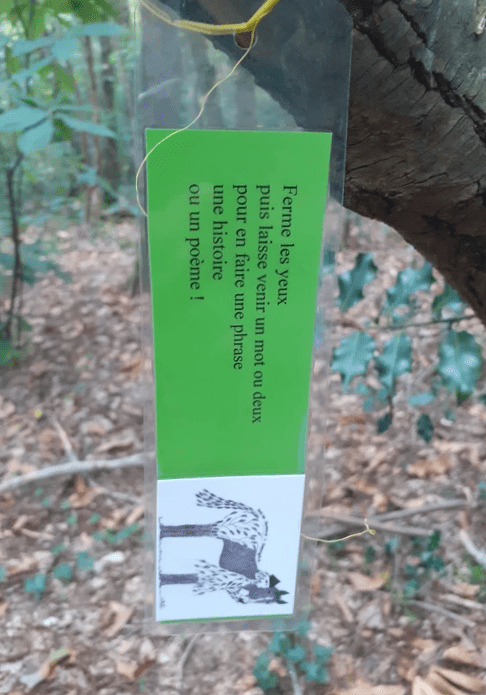 Ferme les yeux
puis laisse venir un mot ou deux
pour en faire une phrase
une histoire
ou un poème !